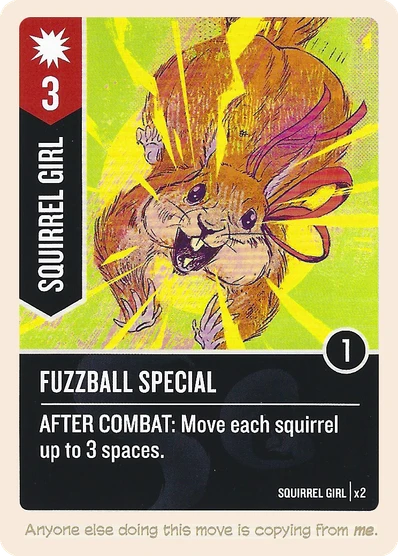 3
SQUIRREL GIRL
1
FUZZBALL SPECIAL
AFTER COMBAT: Move each squirrel
up to 3 spaces.
SQUIRREL GIRL | x2
Anyone else doing this move is copying from me.